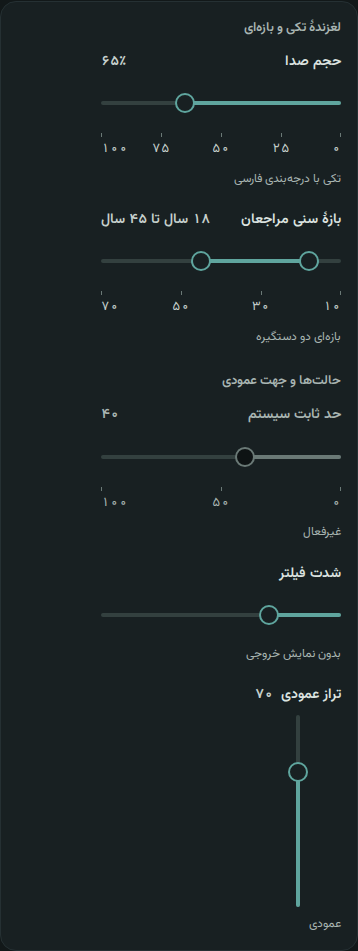 لغزندهٔ تکی و بازه‌ای
حجم صدا ۶۵٪
۰ ۲۵ ۵۰ ۷۵ ۱۰۰
تکی با درجه‌بندی فارسی
بازهٔ سنی مراجعان ۱۸ سال تا ۴۵ سال
۱۰ ۳۰ ۵۰ ۷۰
بازه‌ای دو دستگیره
حالت‌ها و جهت عمودی
حد ثابت سیستم ۴۰
۰ ۵۰ ۱۰۰
غیرفعال
شدت فیلتر
بدون نمایش خروجی
تراز عمودی ۷۰
عمودی